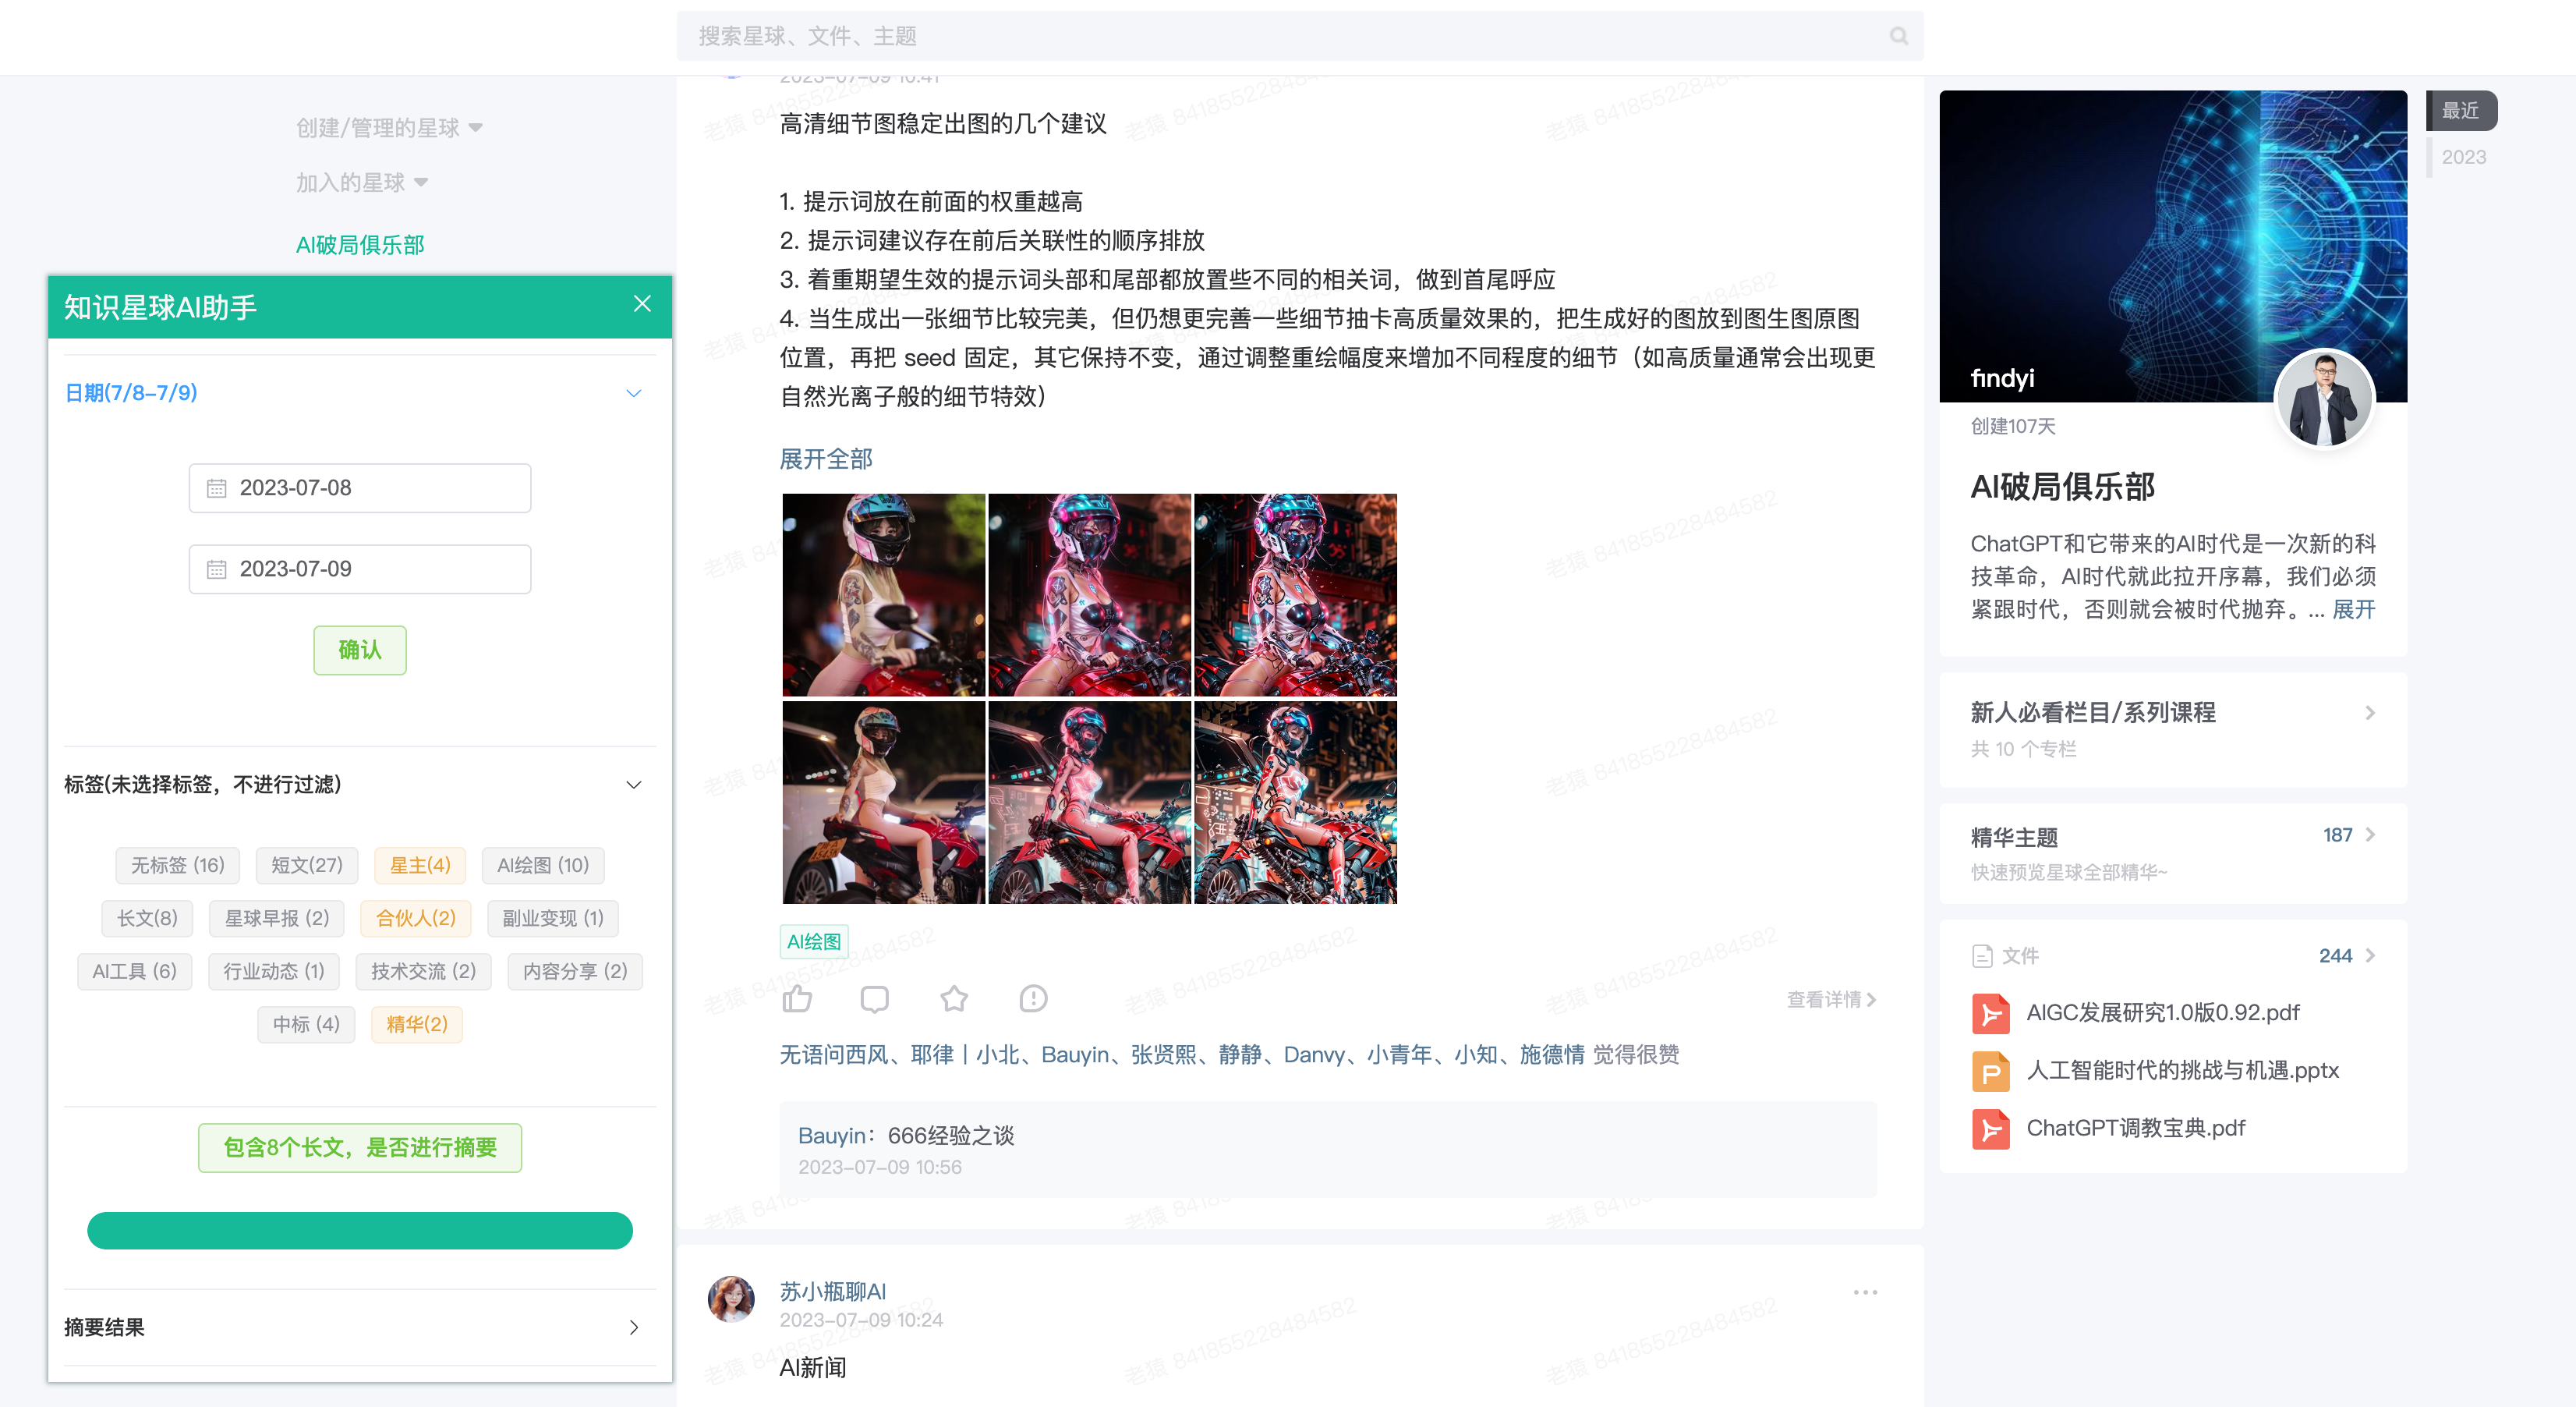 搜索星球、文件、主题
创建/管理的星球
加入的星球
AI破局俱乐部
知识星球AI助手
日期(7/8-7/9)
2023-07-08
2023-07-09
确认
标签(未选择标签，不进行过滤)
无标签 (16)
短文(27)
星主(4)
AI绘图 (10)
长文(8)
星球早报 (2)
合伙人(2)
副业变现 (1)
AI工具 (6)
行业动态 (1)
技术交流 (2)
内容分享 (2)
中标 (4)
精华(2)
包含8个长文，是否进行摘要
摘要结果
2023-07-09 10:41
高清细节图稳定出图的几个建议
1. 提示词放在前面的权重越高
2. 提示词建议存在前后关联性的顺序排放
3. 着重期望生效的提示词头部和尾部都放置些不同的相关词，做到首尾呼应
4. 当生成出一张细节比较完美，但仍想更完善一些细节抽卡高质量效果的，把生成好的图放到图生图原图
位置，再把 seed 固定，其它保持不变，通过调整重绘幅度来增加不同程度的细节（如高质量通常会出现更
自然光离子般的细节特效）
展开全部
AI绘图
查看详情
无语问西风、耶律丨小北、Bauyin、张贤熙、静静、Danvy、小青年、小知、施德情 觉得很赞
Bauyin：666经验之谈
2023-07-09 10:56
苏小瓶聊AI
2023-07-09 10:24
AI新闻
老猿 841855228484582
findyi
创建107天
AI破局俱乐部
ChatGPT和它带来的AI时代是一次新的科
技革命，AI时代就此拉开序幕，我们必须
紧跟时代，否则就会被时代抛弃。... 展开
新人必看栏目/系列课程
共 10 个专栏
精华主题
187
快速预览星球全部精华~
文件
244
AIGC发展研究1.0版0.92.pdf
人工智能时代的挑战与机遇.pptx
ChatGPT调教宝典.pdf
最近
2023